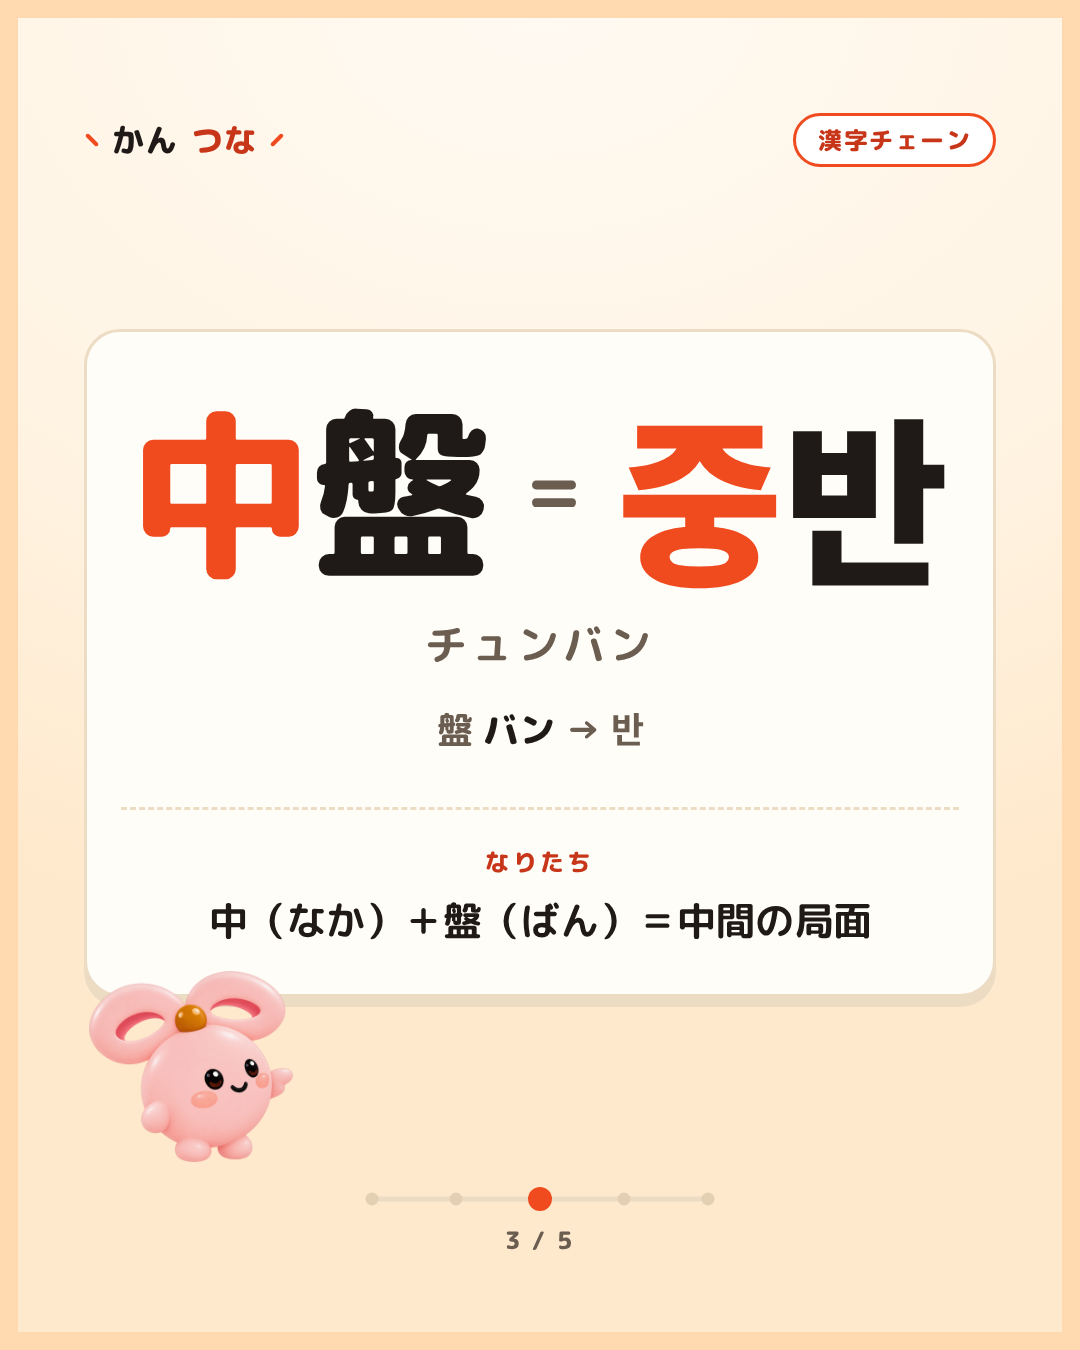 かん つな
漢字チェーン
中盤 = 중반
チュンバン
盤 バン → 반
なりたち
中（なか）＋盤（ばん）＝中間の局面
3 / 5